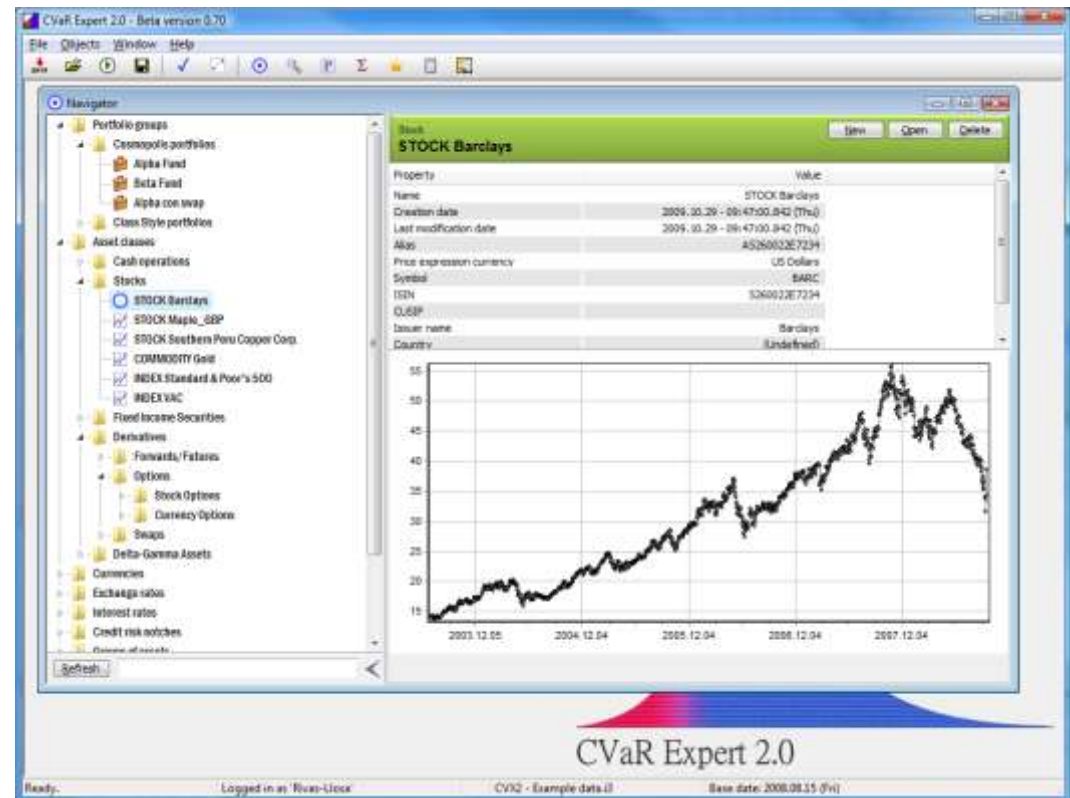 CVaR Expert 2.0 - Beta version 0.70
File Objects Window Help
Navigator
Portfolio groups
Cosmopolis portfolios
Alpha Fund
Beta Fund
Alpha con swap
Class Style portfolios
Asset classes
Cash operations
Stocks
STOCK Barclays
STOCK Maple_GBP
STOCK Southern Peru Copper Corp.
COMMODITY Gold
INDEX Standard & Poor's 500
INDEX VAC
Fixed Income Securities
Derivatives
Forwards/Futures
Options
Stock Options
Currency Options
Swaps
Delta-Gamma Assets
Currencies
Exchange rates
Interest rates
Credit risk notches
Groups of assets
Refresh
Stock
STOCK Barclays
New Open Delete
Property Value
Name STOCK Barclays
Creation date 2009.10.29 - 09:47:00.842 (Thu)
Last modification date 2009.10.29 - 09:47:00.842 (Thu)
Alias
Price expression currency US Dollars
Symbol BARC
ISIN
CUSIP
Issuer name Barclays
Country (Undefined)
55
50
45
40
35
30
25
20
15
2003.12.05 2004.12.04 2005.12.04 2006.12.04 2007.12.04
CVaR Expert 2.0
Ready. Logged in as 'Rivas-Llosa' CVX2 - Example data.i3 Base date: 2008.08.15 (Fri)